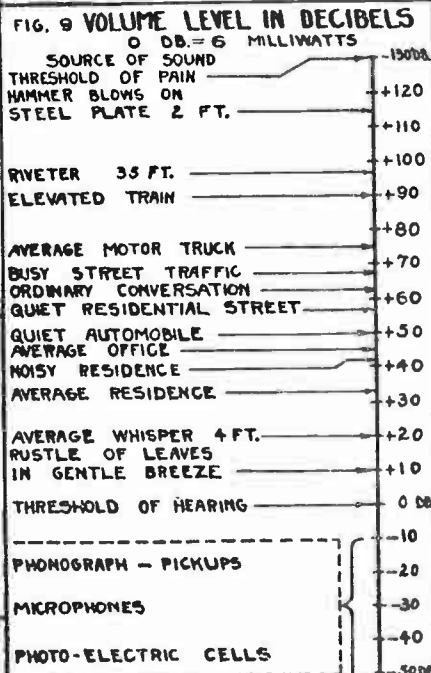 FIG. 9 VOLUME LEVEL IN DECIBELS
0 DB.= 6 MILLIWATTS
SOURCE OF SOUND
THRESHOLD OF PAIN
-130DB.
HAMMER BLOWS ON
STEEL PLATE 2 FT.
+120
+110
+100
RIVETER 35 FT.
ELEVATED TRAIN
+90
+80
AVERAGE MOTOR TRUCK
+70
BUSY STREET TRAFFIC
ORDINARY CONVERSATION
+60
QUIET RESIDENTIAL STREET
QUIET AUTOMOBILE
+50
AVERAGE OFFICE
NOISY RESIDENCE
+40
AVERAGE RESIDENCE
+30
AVERAGE WHISPER 4 FT.
+20
RUSTLE OF LEAVES
IN GENTLE BREEZE
+10
THRESHOLD OF HEARING
0 DB
-10
PHONOGRAPH - PICKUPS
-20
MICROPHONES
-30
-40
PHOTO-ELECTRIC CELLS
-50DB